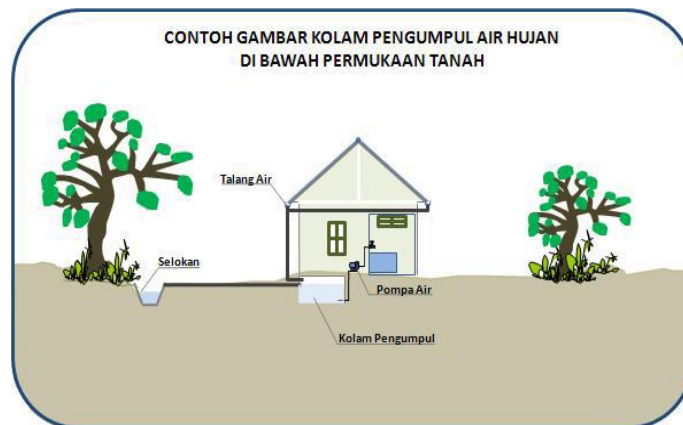 CONTOH GAMBAR KOLAM PENGUMPUL AIR HUJAN
DI BAWAH PERMUKAAN TANAH
Talang Air
Selokan
Pompa Air
Kolam Pengumpul